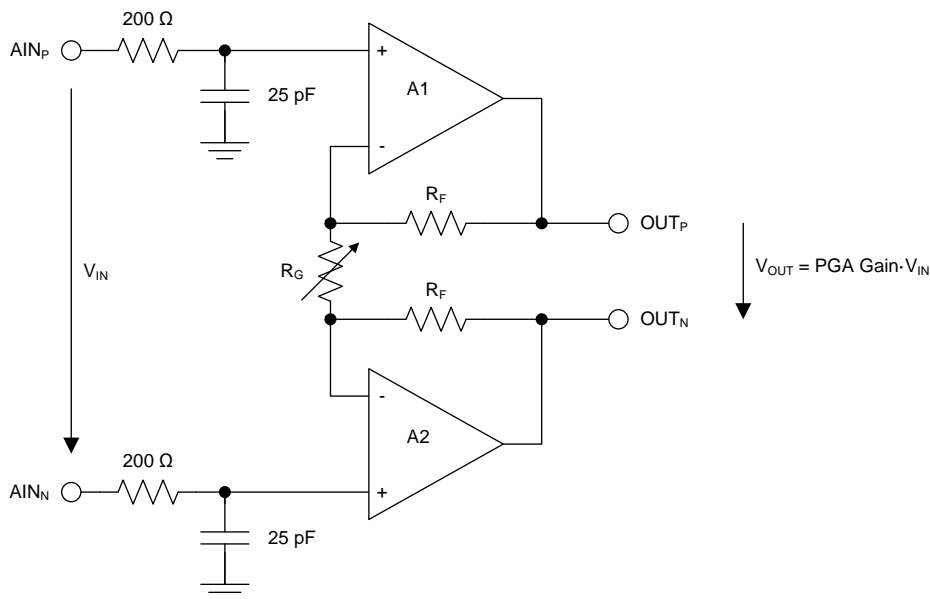 200 Ω
AINP
+
25 pF
A1
-
RF
OUTP
VIN
RG
VOUT = PGA Gain·VIN
RF
OUTN
-
A2
200 Ω
AINN
+
25 pF